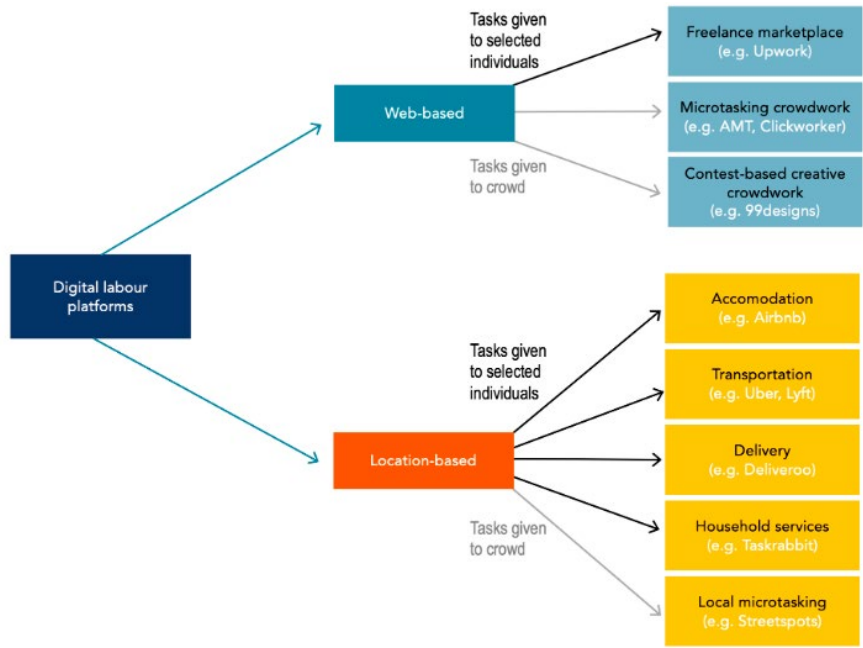 Tasks given
to selected
individuals
Freelance marketplace
(e.g. Upwork)
Web-based
Microtasking crowdwork
(e.g. AMT, Clickworker)
Tasks given
to crowd
Contest-based creative
crowdwork
(e.g. 99designs)
Digital labour
platforms
Accomodation
(e.g. Airbnb)
Tasks given
to selected
individuals
Transportation
(e.g. Uber, Lyft)
Location-based
Delivery
(e.g. Deliveroo)
Household services
(e.g. Taskrabbit)
Tasks given
to crowd
Local microtasking
(e.g. Streetspots)